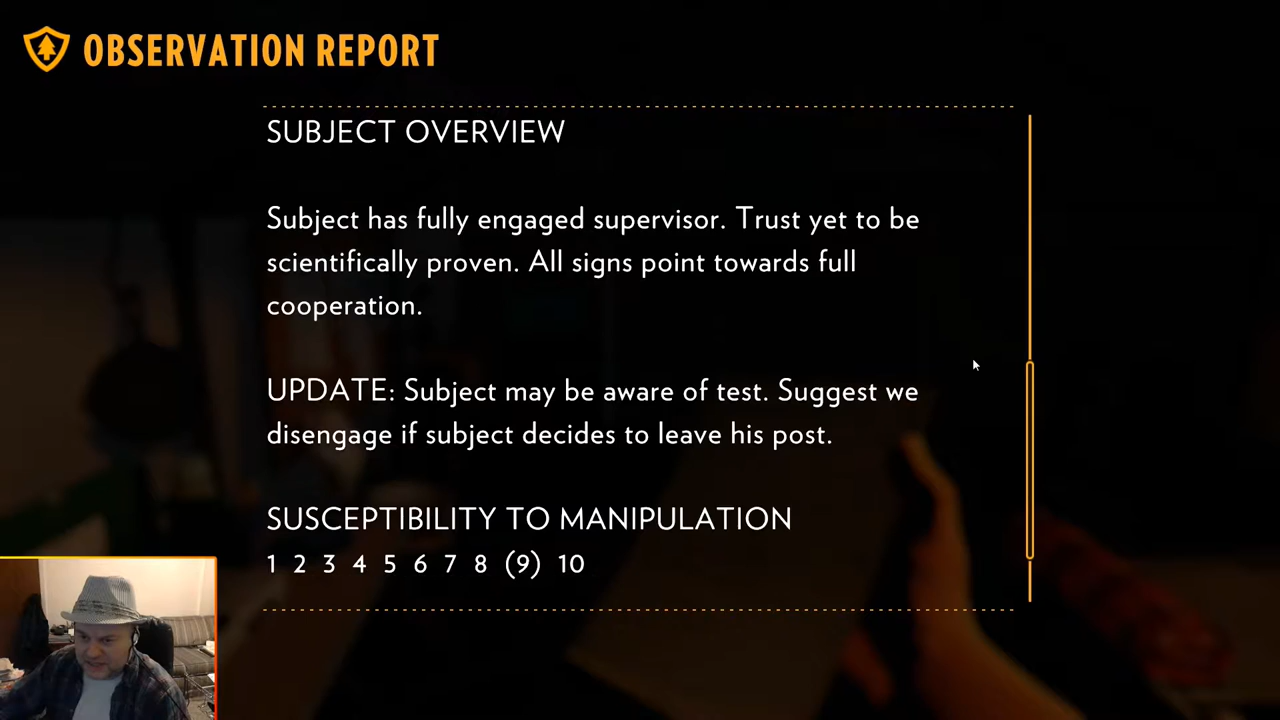 OBSERVATION REPORT
SUBJECT OVERVIEW
Subject has fully engaged supervisor. Trust yet to be
scientifically proven. All signs point towards full
cooperation.
UPDATE: Subject may be aware of test. Suggest we
disengage if subject decides to leave his post.
SUSCEPTIBILITY TO MANIPULATION
1 2 3 4 5 6 7 8 (9) 10